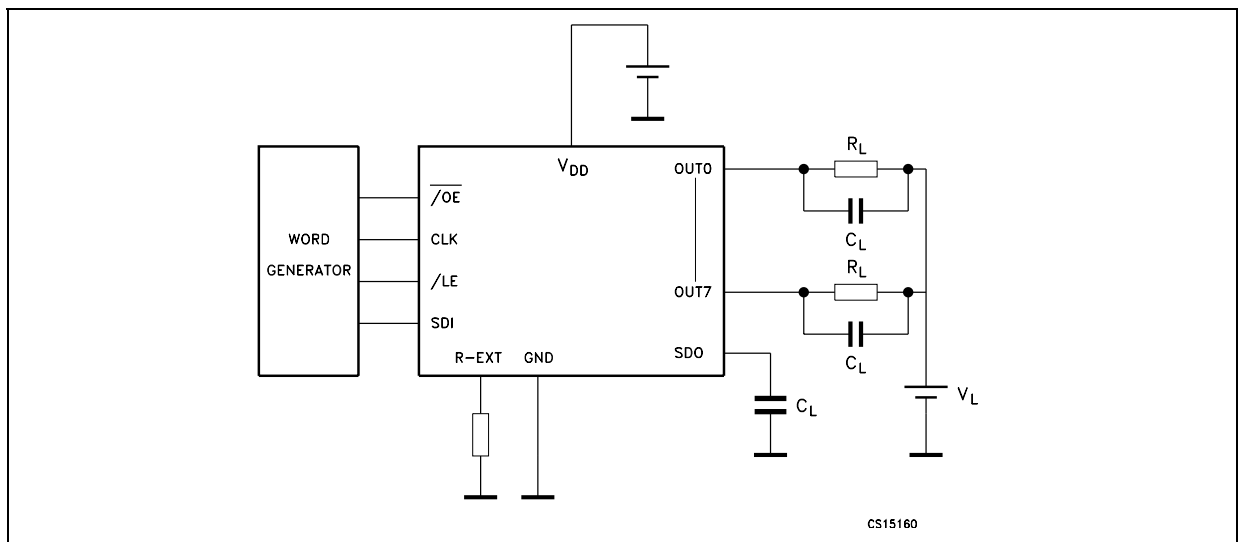 V_DD
OUT0
R_L
/OE
WORD
GENERATOR
CLK
C_L
/LE
R_L
OUT7
SDI
SDO
C_L
R-EXT
GND
V_L
C_L
CS15160